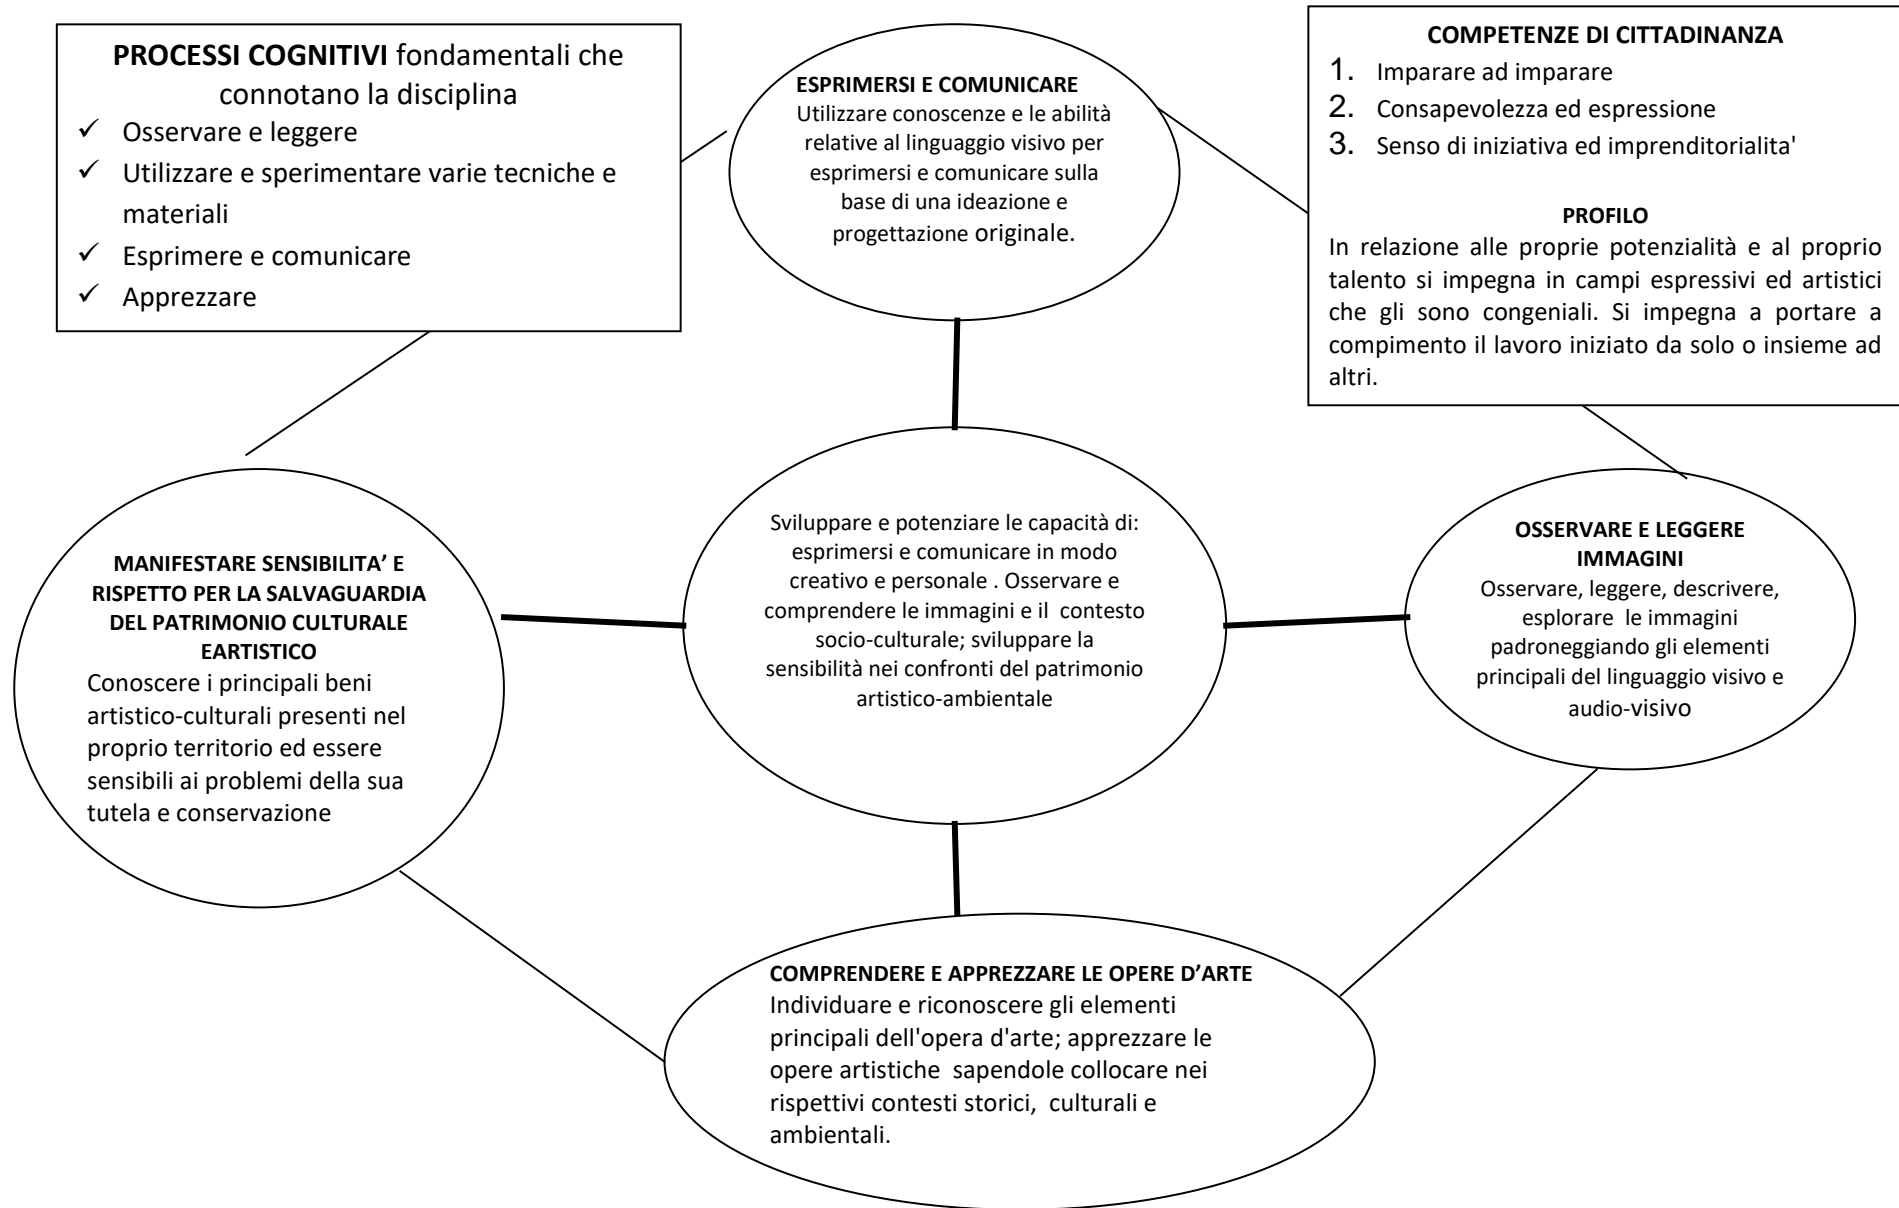 PROCESSI COGNITIVI fondamentali che
connotano la disciplina
✓ Osservare e leggere
✓ Utilizzare e sperimentare varie tecniche e
materiali
✓ Esprimere e comunicare
✓ Apprezzare
ESPRIMERSI E COMUNICARE
Utilizzare conoscenze e le abilità
relative al linguaggio visivo per
esprimersi e comunicare sulla
base di una ideazione e
progettazione originale.
COMPETENZE DI CITTADINANZA
1. Imparare ad imparare
2. Consapevolezza ed espressione
3. Senso di iniziativa ed imprenditorialita'
PROFILO
In relazione alle proprie potenzialità e al proprio
talento si impegna in campi espressivi ed artistici
che gli sono congeniali. Si impegna a portare a
compimento il lavoro iniziato da solo o insieme ad
altri.
MANIFESTARE SENSIBILITA’ E
RISPETTO PER LA SALVAGUARDIA
DEL PATRIMONIO CULTURALE
EARTISTICO
Conoscere i principali beni
artistico-culturali presenti nel
proprio territorio ed essere
sensibili ai problemi della sua
tutela e conservazione
Sviluppare e potenziare le capacità di:
esprimersi e comunicare in modo
creativo e personale . Osservare e
comprendere le immagini e il contesto
socio-culturale; sviluppare la
sensibilità nei confronti del patrimonio
artistico-ambientale
OSSERVARE E LEGGERE
IMMAGINI
Osservare, leggere, descrivere,
esplorare le immagini
padroneggiando gli elementi
principali del linguaggio visivo e
audio-visivo
COMPRENDERE E APPREZZARE LE OPERE D’ARTE
Individuare e riconoscere gli elementi
principali dell'opera d'arte; apprezzare le
opere artistiche sapendole collocare nei
rispettivi contesti storici, culturali e
ambientali.